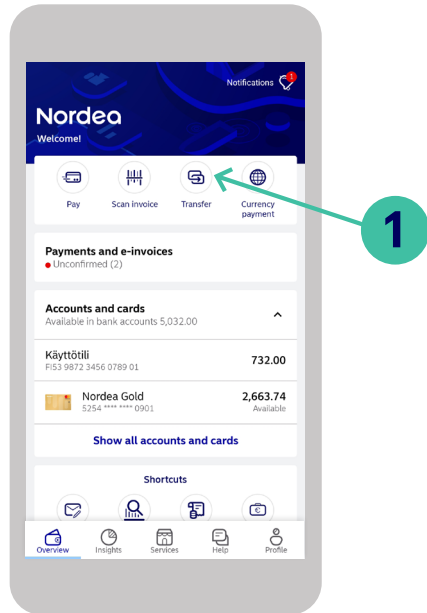 Notifications
1
Nordea
Welcome!
Pay
Scan invoice
Transfer
Currency
payment
1
Payments and e-invoices
Unconfirmed (2)
Accounts and cards
Available in bank accounts 5,032.00
Käyttötili
732.00
FI53 9872 3456 0789 01
Nordea Gold
2,663.74
5254 **** **** 0901
Available
Show all accounts and cards
Shortcuts
Overview
Insights
Services
Help
Profile